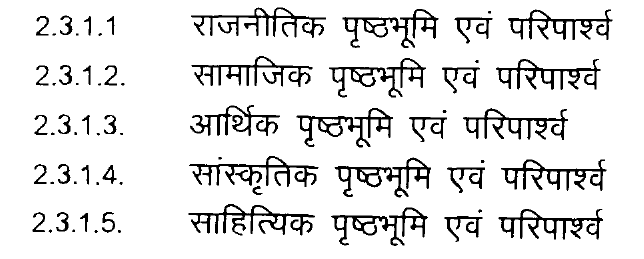 2.3.1.1 राजनीतिक पृष्ठभूमि एवं परिपार्श्व
2.3.1.2. सामाजिक पृष्ठभूमि एवं परिपार्श्व
2.3.1.3. आर्थिक पृष्ठभूमि एवं परिपार्श्व
2.3.1.4. सांस्कृतिक पृष्ठभूमि एवं परिपार्श्व
2.3.1.5. साहित्यिक पृष्ठभूमि एवं परिपार्श्व